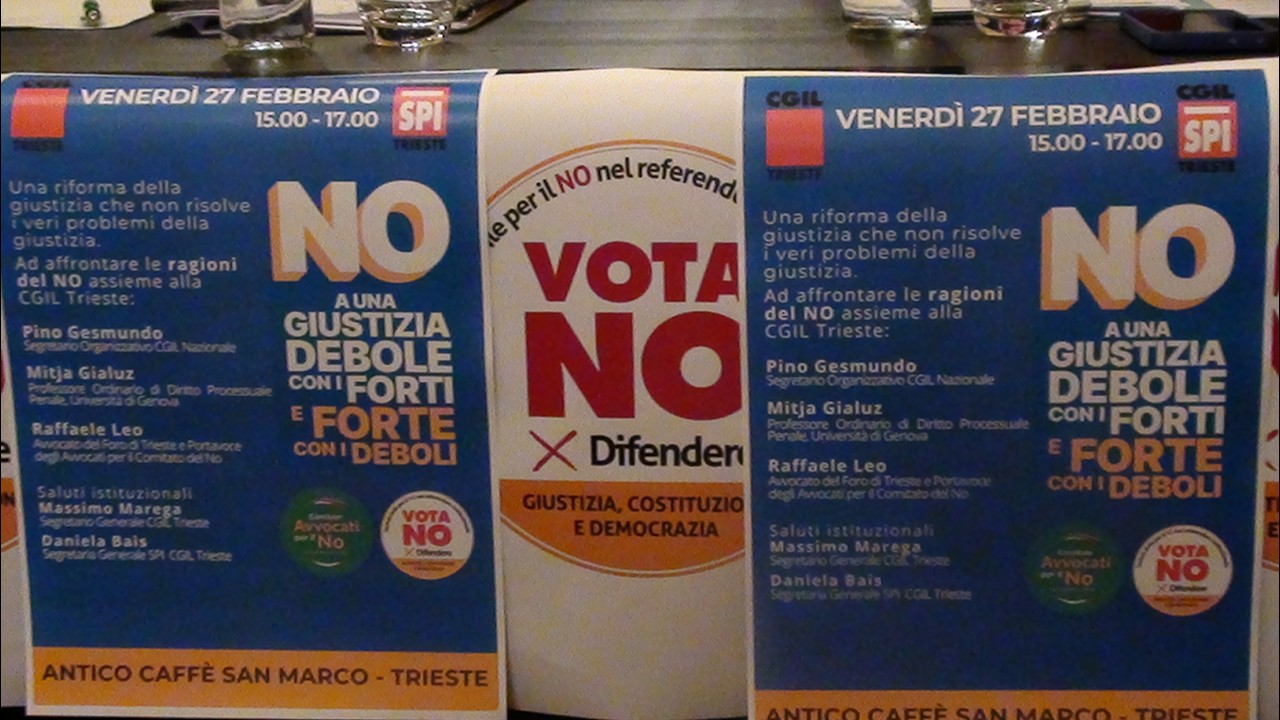 CGIL
TRIESTE
VENERDÌ 27 FEBBRAIO
15.00 - 17.00
SPI
TRIESTE
Una riforma della
giustizia che non risolve
i veri problemi della
giustizia.
Ad affrontare le ragioni
del NO assieme alla
CGIL Trieste:
Pino Gesmundo
Segretario Organizzativo CGIL Nazionale
Mitja Gialuz
Professore Ordinario di Diritto Processuale
Penale, Università di Genova
Raffaele Leo
Avvocato del Foro di Trieste e Portavoce
degli Avvocati per il Comitato del No
Saluti istituzionali
Massimo Marega
Segretario Generale CGIL Trieste
Daniela Bais
Segretaria Generale SPI CGIL Trieste
NO
A UNA
GIUSTIZIA
DEBOLE
CON I FORTI
E FORTE
CON I DEBOLI
Avvocati
per il No
VOTA
NO
Difendere
ANTICO CAFFÈ SAN MARCO - TRIESTE
per il NO nel referend
VOTA
NO
Difendere
GIUSTIZIA, COSTITUZIO
E DEMOCRAZIA
CGIL
TRIESTE
VENERDÌ 27 FEBBRAIO
15.00 - 17.00
CGIL
SPI
TRIESTE
Una riforma della
giustizia che non risolve
i veri problemi della
giustizia.
Ad affrontare le ragioni
del NO assieme alla
CGIL Trieste:
Pino Gesmundo
Segretario Organizzativo CGIL Nazionale
Mitja Gialuz
Professore Ordinario di Diritto Processuale
Penale, Università di Genova
Raffaele Leo
Avvocato del Foro di Trieste e Portavoce
degli Avvocati per il Comitato del No
Saluti istituzionali
Massimo Marega
Segretario Generale CGIL Trieste
Daniela Bais
Segretaria Generale SPI CGIL Trieste
NO
A UNA
GIUSTIZIA
DEBOLE
CON I FORTI
E FORTE
CON I DEBOLI
Avvocati
per il No
VOTA
NO
Difendere
ANTICO CAFFÈ SAN MARCO - TRIESTE